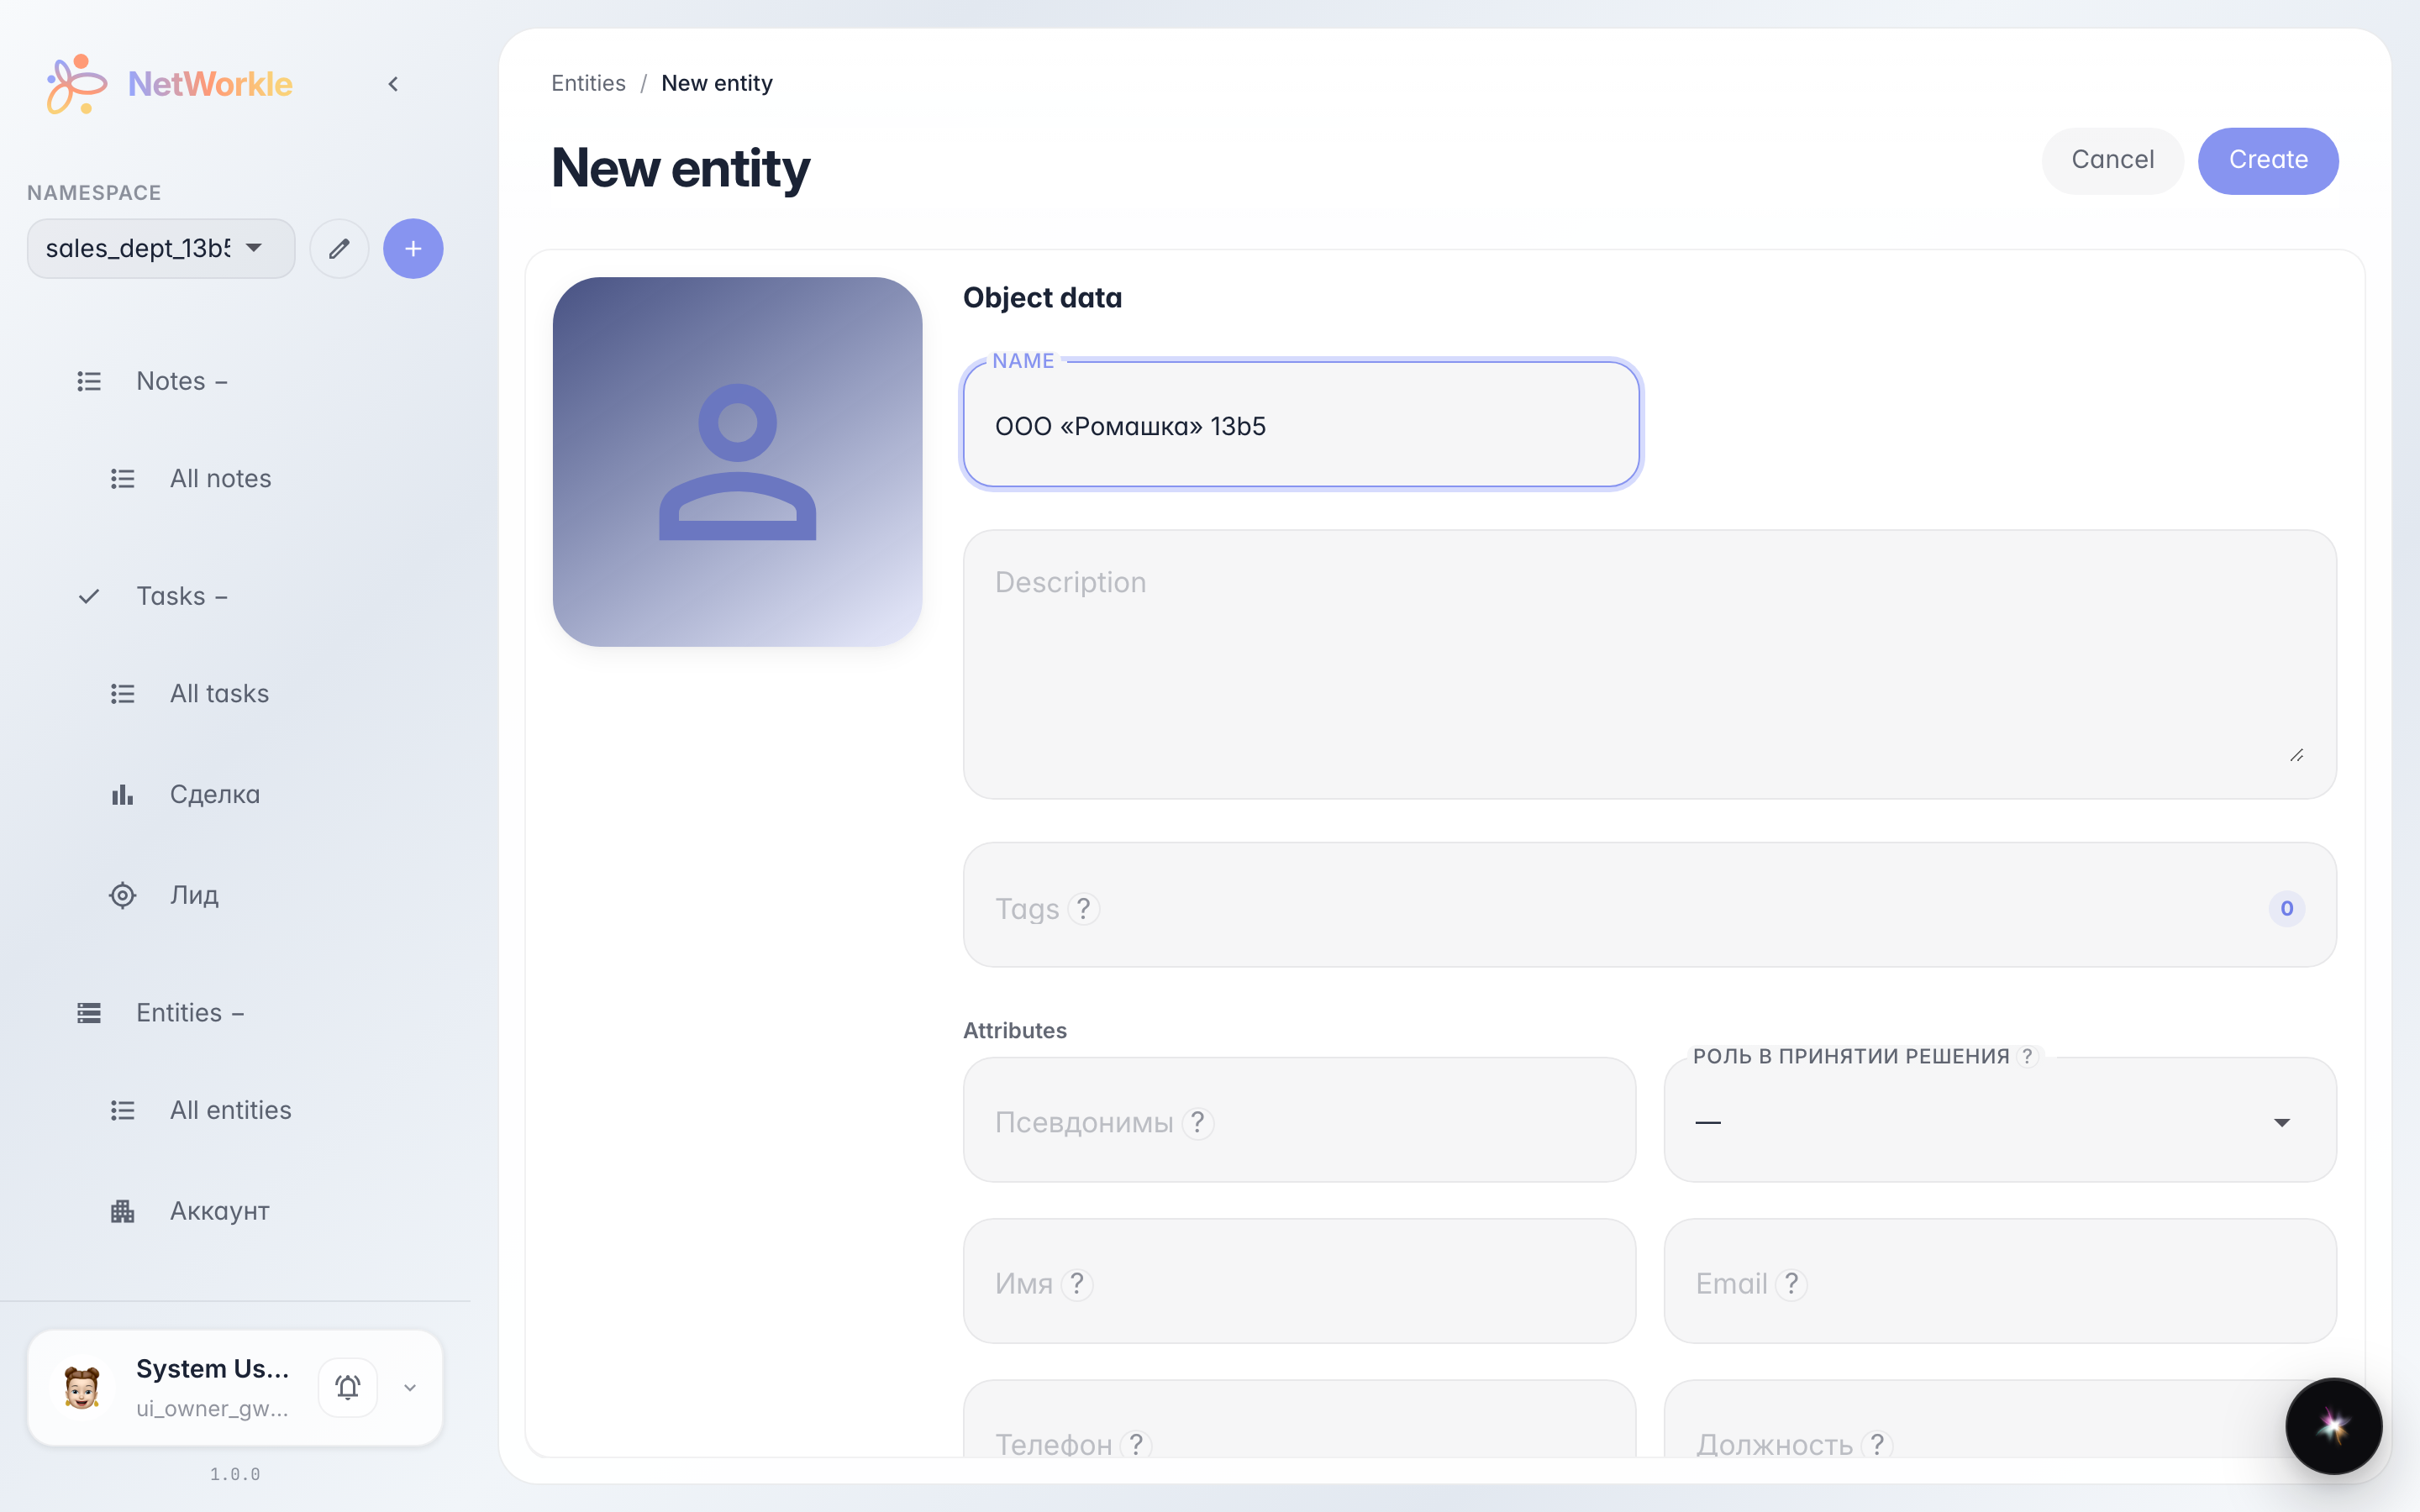 NetWorkle
NAMESPACE
sales_dept_13b5
Notes –
All notes
Tasks –
All tasks
Сделка
Лид
Entities –
All entities
Аккаунт
System Us...
ui_owner_gw...
1.0.0
Entities / New entity
New entity
Cancel
Create
Object data
NAME
ООО «Ромашка» 13b5
Description
Tags ?
0
Attributes
Псевдонимы ?
РОЛЬ В ПРИНЯТИИ РЕШЕНИЯ ?
—
Имя ?
Email ?
Телефон ?
Должность ?